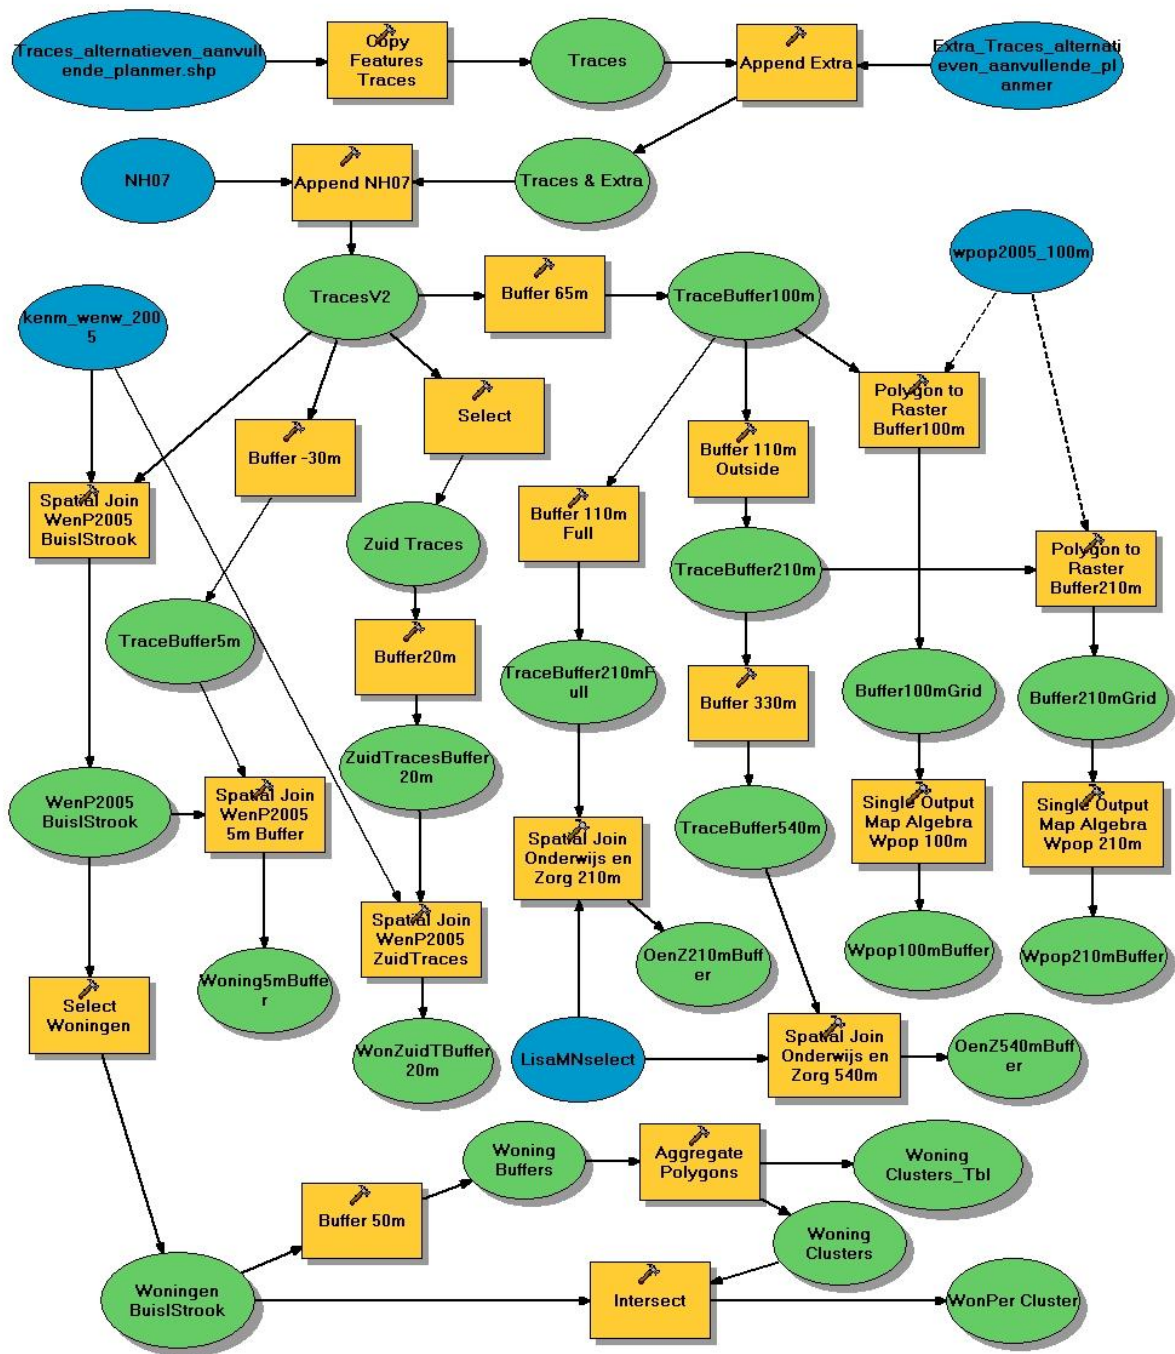 Traces_alternatieven_aanvull
ende_planmer.shp
Copy
Features
Traces
Traces
Append Extra
Extra_Traces_alternati
even_aanvullende_pl
anmer
NH07
Append NH07
Traces & Extra
wpop2005_100m
kenm_wenw_200
5
TracesV2
Buffer 65m
TraceBuffer100m
Select
Polygon to
Raster
Buffer100m
Buffer -30m
Buffer 110m
Outside
Spatial Join
WenP2005
BuislStrook
Buffer 110m
Full
Zuid Traces
TraceBuffer210m
Polygon to
Raster
Buffer210m
TraceBuffer5m
Buffer20m
TraceBuffer210mF
ull
Buffer 330m
Buffer100mGrid
Buffer210mGrid
ZuidTracesBuffer
20m
WenP2005
BuislStrook
Spatial Join
WenP2005
5m Buffer
TraceBuffer540m
Single Output
Map Algebra
Wpop 100m
Single Output
Map Algebra
Wpop 210m
Spatial Join
Onderwijs en
Zorg 210m
Spatial Join
WenP2005
ZuidTraces
OenZ210mBuff
er
Wpop100mBuffer
Wpop210mBuffer
Woning5mBuffe
r
Select
Woningen
WonZuidTBuffer
20m
LisaMNselect
Spatial Join
Onderwijs en
Zorg 540m
OenZ540mBuff
er
Woning
Buffers
Aggregate
Polygons
Woning
Clusters_Tbl
Buffer 50m
Woning
Clusters
Woningen
BuislStrook
Intersect
WonPer Cluster